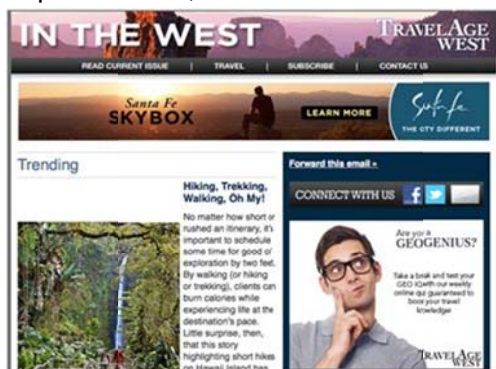 IN THE WEST
TRAVELAGE
WEST
READ CURRENT ISSUE | TRAVEL | SUBSCRIBE | CONTACT US
Santa Fe
SKYBOX
LEARN MORE
Santa Fe
THE CITY DIFFERENT
Trending
Hiking, Trekking,
Walking, Oh My!
No matter how short or
rushed an itinerary, it's
important to schedule
some time for good ol'
exploration by two feet.
By walking (or hiking
or trekking), clients can
burn calories while
experiencing life at the
destination's pace.
Little surprise, then,
that this story
highlighting short hikes
on Hawaii Island has
Forward this email »
CONNECT WITH US
Are you a
GEOGENIUS?
Take a break and test your
GEO IQ with our weekly
online quiz guaranteed to
boost your travel
knowledge
TRAVELAGE
WEST